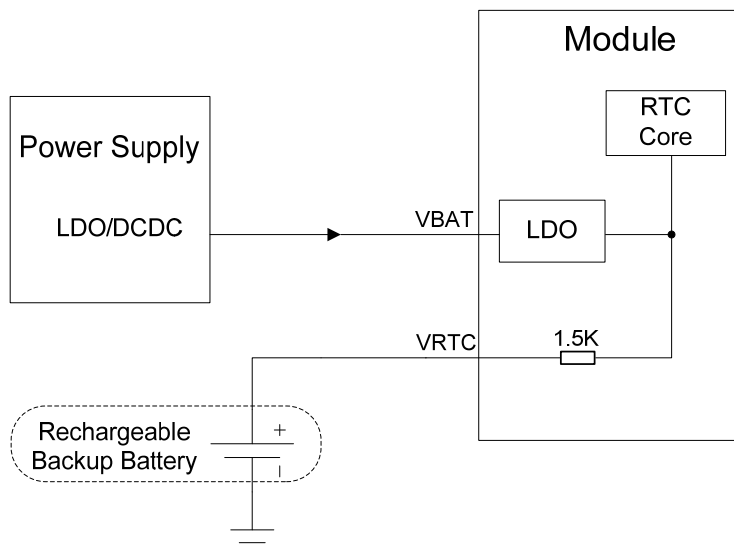 Module
RTC
Core
Power Supply
LDO/DCDC
VBAT
LDO
VRTC
1.5K
Rechargeable
Backup Battery
+
-